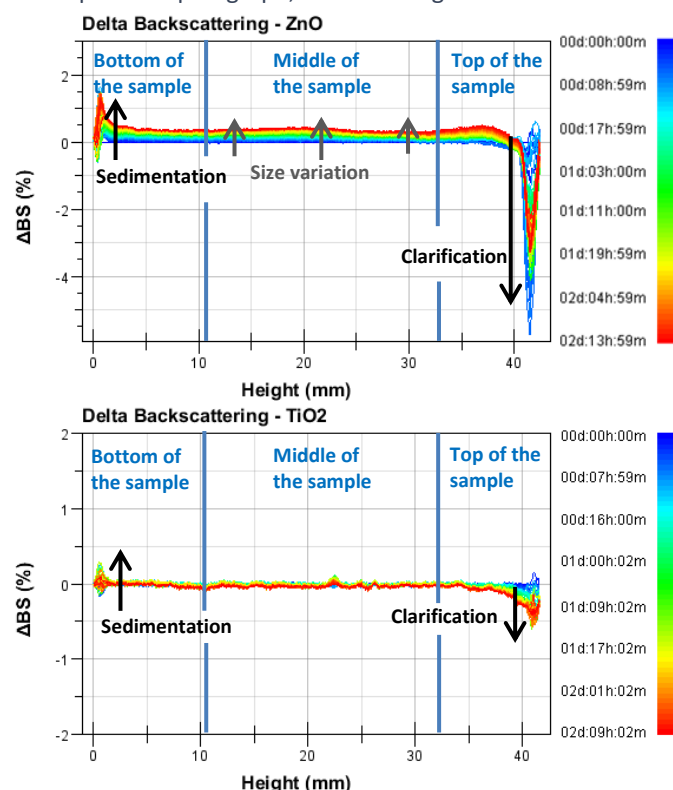 Delta Backscattering - ZnO
Bottom of
the sample
Middle of
the sample
Top of the
sample
2
0
-2
-4
ΔBS (%)
Sedimentation
Size variation
Clarification
0
10
20
30
40
Height (mm)
00d:00h:00m
00d:08h:59m
00d:17h:59m
01d:03h:00m
01d:11h:00m
01d:19h:59m
02d:04h:59m
02d:13h:59m
Delta Backscattering - TiO2
Bottom of
the sample
Middle of
the sample
Top of the
sample
2
1
0
-1
-2
ΔBS (%)
Sedimentation
Clarification
0
10
20
30
40
Height (mm)
00d:00h:00m
00d:07h:59m
00d:16h:00m
01d:00h:02m
01d:09h:02m
01d:17h:02m
02d:01h:02m
02d:09h:02m